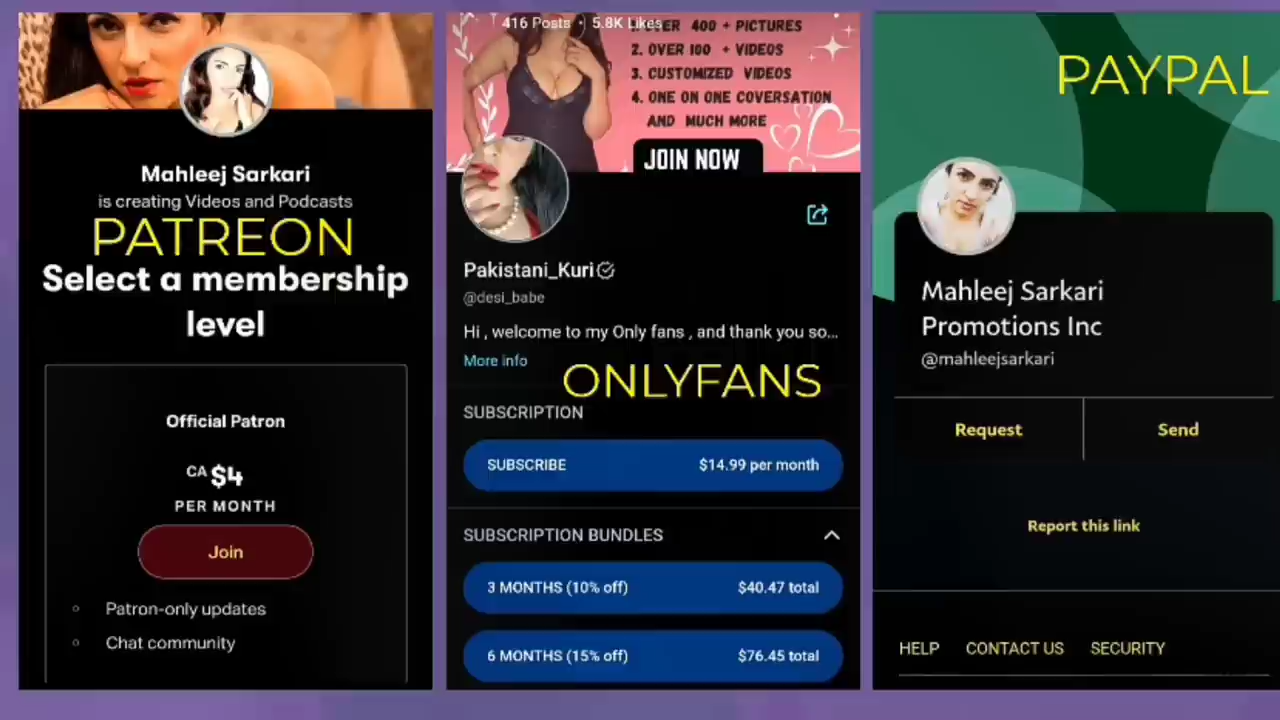 Mahleej Sarkari
is creating Videos and Podcasts
PATREON
Select a membership
level
Official Patron
CA $4
PER MONTH
Join
Patron-only updates
Chat community
416 Posts • 5.8K Likes
OVER 400 + PICTURES
2. OVER 100 + VIDEOS
3. CUSTOMIZED VIDEOS
4. ONE ON ONE COVERSATION
AND MUCH MORE
JOIN NOW
Pakistani_Kuri
@desi_babe
Hi , welcome to my Only fans , and thank you so...
More info
ONLYFANS
SUBSCRIPTION
SUBSCRIBE $14.99 per month
SUBSCRIPTION BUNDLES
3 MONTHS (10% off) $40.47 total
6 MONTHS (15% off) $76.45 total
PAYPAL
Mahleej Sarkari
Promotions Inc
@mahleejsarkari
Request Send
Report this link
HELP CONTACT US SECURITY